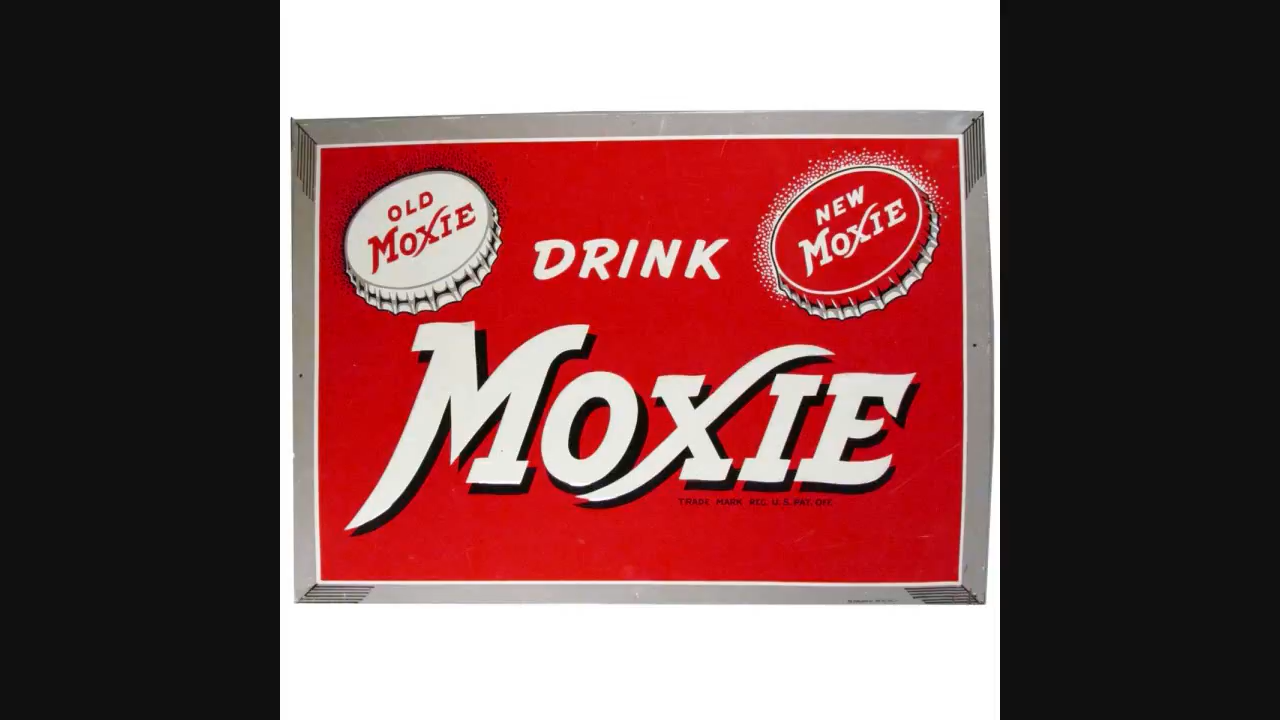 OLD
MOXIE
DRINK
NEW
MOXIE
MOXIE
TRADE MARK REG. U.S. PAT. OFF.